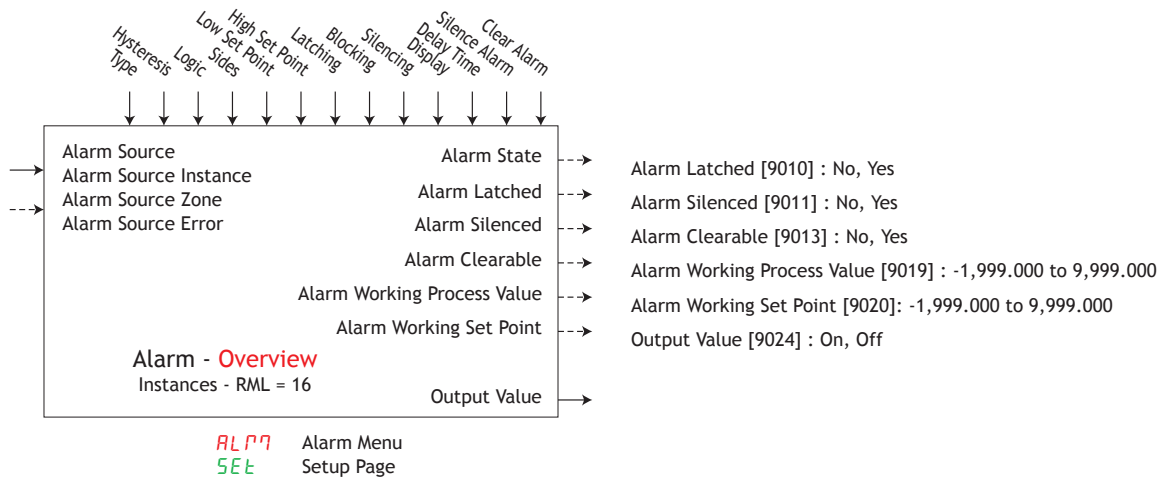 Type
Hysteresis
Logic
Sides
Low Set Point
High Set Point
Latching
Blocking
Silencing
Display
Delay Time
Silence Alarm
Clear Alarm
Alarm Source
Alarm Source Instance
Alarm Source Zone
Alarm Source Error
Alarm State
Alarm Latched
Alarm Silenced
Alarm Clearable
Alarm Working Process Value
Alarm Working Set Point
Alarm - Overview
Instances - RML = 16
Output Value
Alarm Latched [9010] : No, Yes
Alarm Silenced [9011] : No, Yes
Alarm Clearable [9013] : No, Yes
Alarm Working Process Value [9019] : -1,999.000 to 9,999.000
Alarm Working Set Point [9020]: -1,999.000 to 9,999.000
Output Value [9024] : On, Off
ALM Alarm Menu
SEt Setup Page